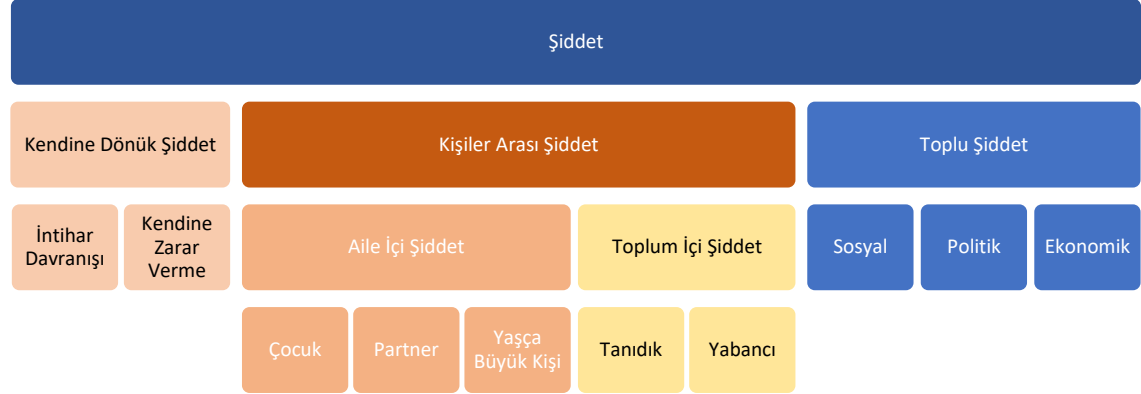 Şiddet
Kendine Dönük Şiddet
Kişiler Arası Şiddet
Toplu Şiddet
İntihar
Davranışı
Kendine
Zarar
Verme
Aile İçi Şiddet
Toplum İçi Şiddet
Sosyal
Politik
Ekonomik
Çocuk
Partner
Yaşça
Büyük Kişi
Tanıdık
Yabancı